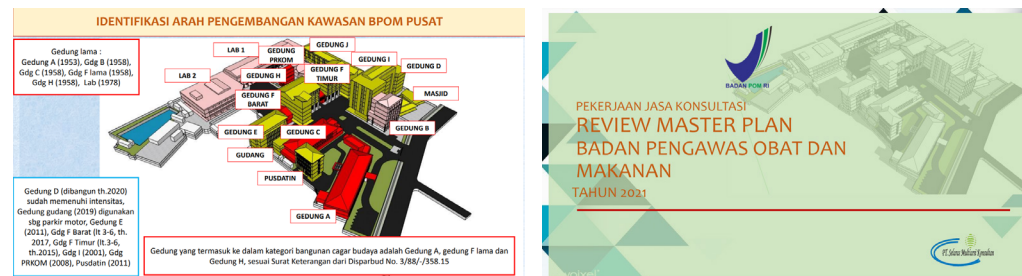 IDENTIFIKASI ARAH PENGEMBANGAN KAWASAN BPOM PUSAT
Gedung lama :
Gedung A (1953), Gdg B (1958),
Gdg C (1958), Gdg F lama (1958),
Gdg H (1958), Lab (1978)
LAB 1
GEDUNG
PRKOM
GEDUNG J
GEDUNG I
GEDUNG D
LAB 2
GEDUNG H
GEDUNG F
TIMUR
MASJID
GEDUNG F
BARAT
GEDUNG B
GEDUNG E
GEDUNG C
GUDANG
PUSDATIN
GEDUNG A
Gedung D (dibangun th.2020)
sudah memenuhi intensitas,
Gedung gudang (2019) digunakan
sbg parkir motor, Gedung E
(2011), Gdg F Barat (lt 3-6, th.
2017, Gdg F Timur (lt.3-6,
th.2015), Gdg I (2001), Gdg
PRKOM (2008), Pusdatin (2011)
Gedung yang termasuk ke dalam kategori bangunan cagar budaya adalah Gedung A, gedung F lama dan
Gedung H, sesuai Surat Keterangan dari Disparbud No. 3/88/-/358.15
BADAN POM RI
PEKERJAAN JASA KONSULTASI
REVIEW MASTER PLAN
BADAN PENGAWAS OBAT DAN
MAKANAN
TAHUN 2021